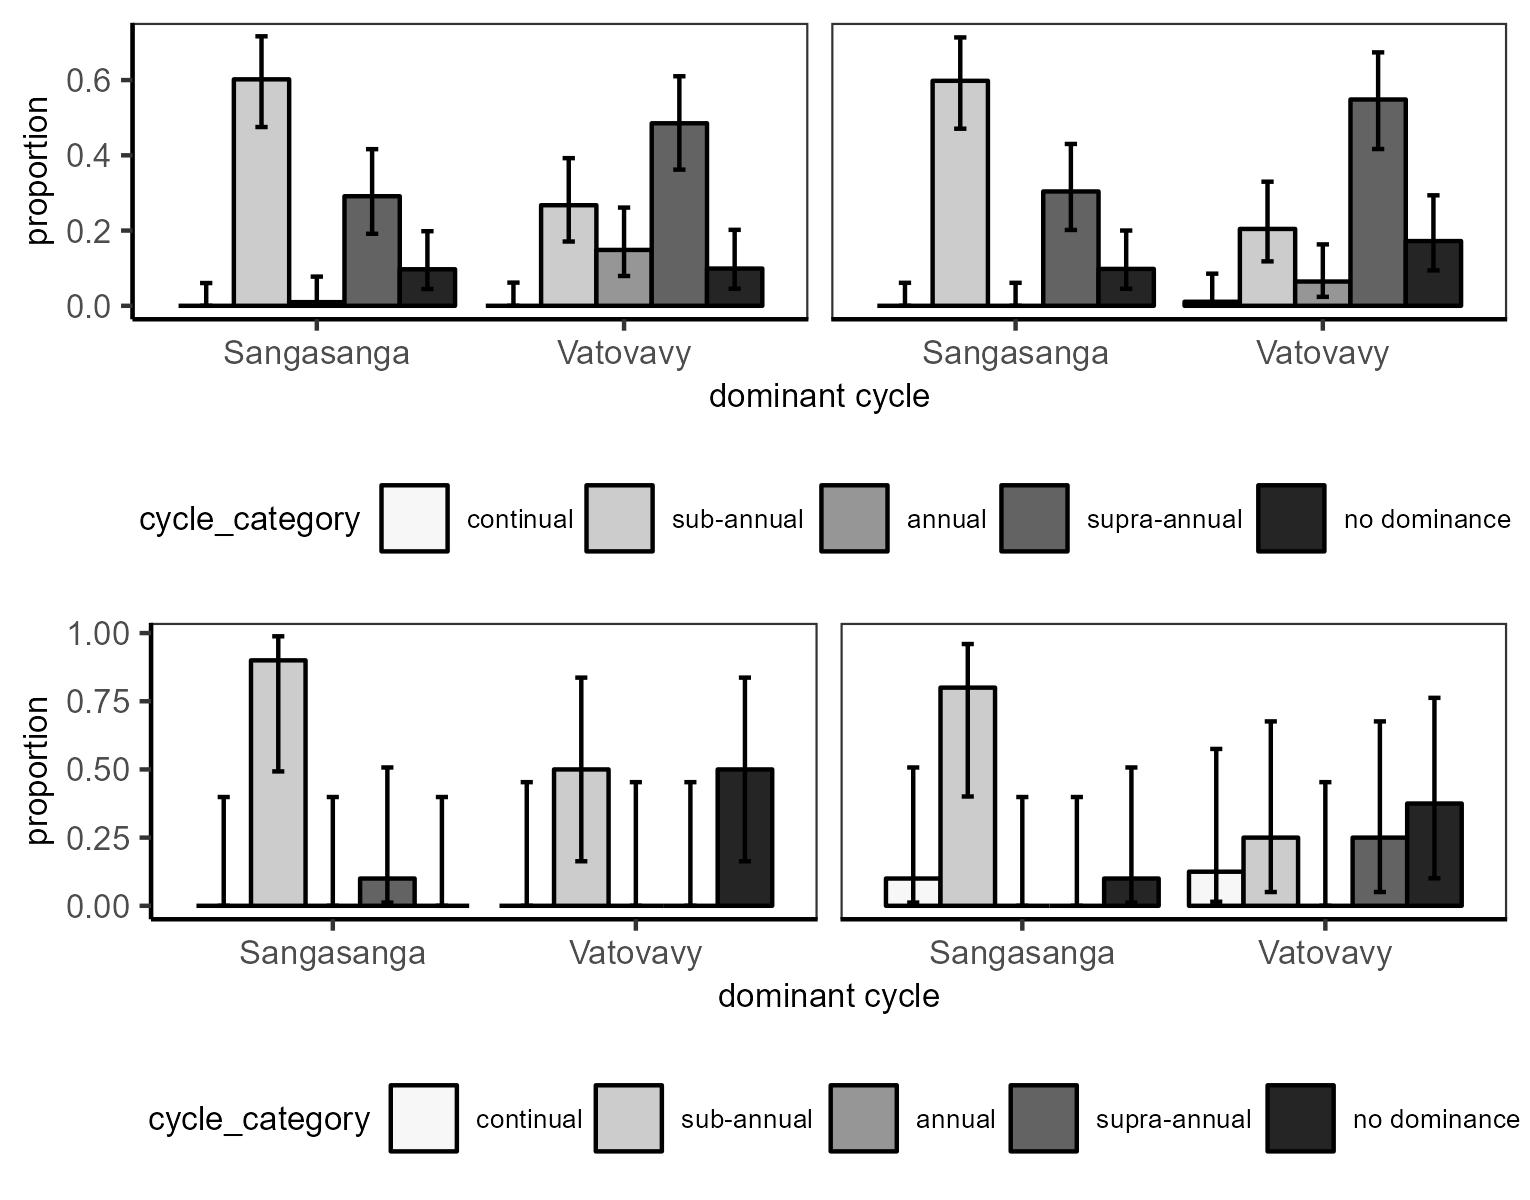 proportion
0.6
0.4
0.2
0.0
Sangasanga Vatovavy Sangasanga Vatovavy
dominant cycle
cycle_category continual sub-annual annual supra-annual no dominance
proportion
1.00
0.75
0.50
0.25
0.00
Sangasanga Vatovavy Sangasanga Vatovavy
dominant cycle
cycle_category continual sub-annual annual supra-annual no dominance